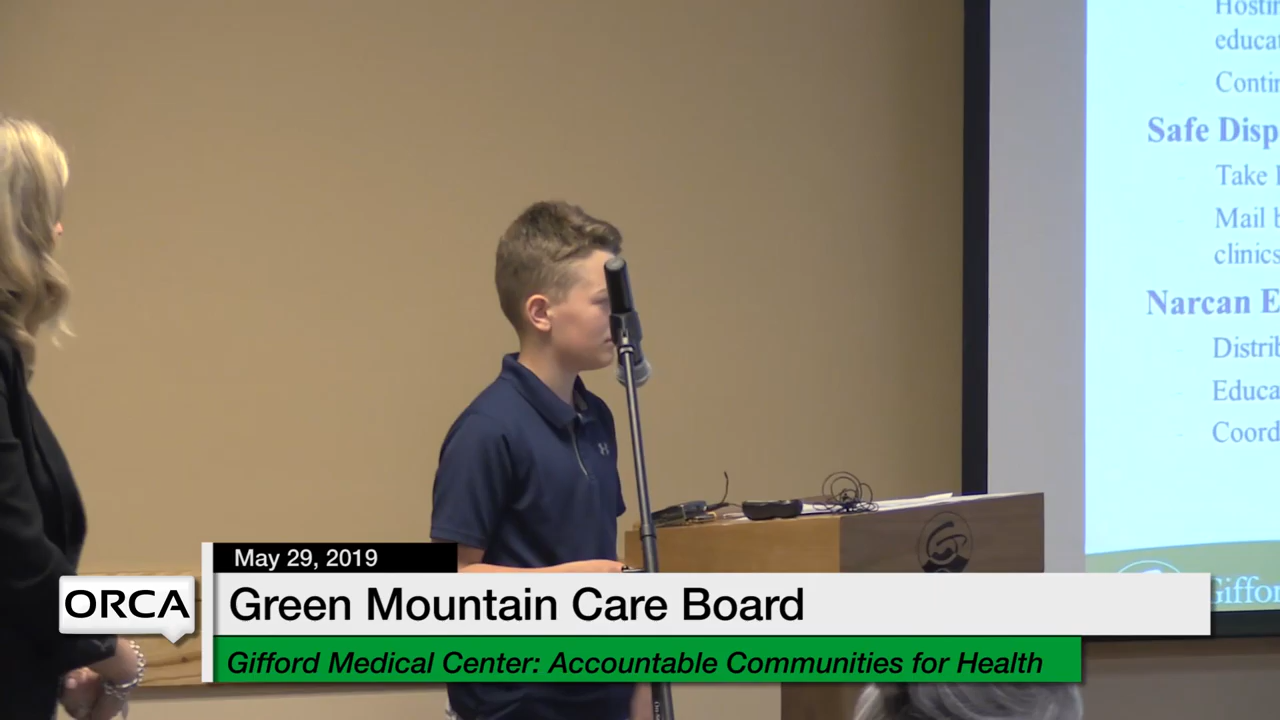 Hostin
educat
Contin
Safe Disp
Take
Mail b
clinics
Narcan E
Distrib
Educa
Coord
Giffor
May 29, 2019
ORCA
Green Mountain Care Board
Gifford Medical Center: Accountable Communities for Health